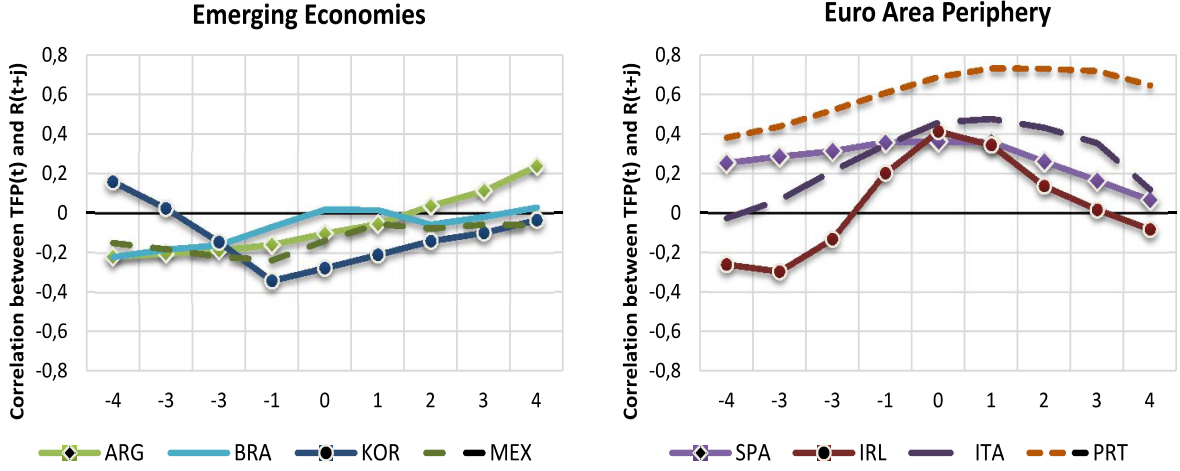 Emerging Economies
Correlation between TFP(t) and R(t+j)
0,8
0,6
0,4
0,2
0
-0,2
-0,4
-0,6
-0,8
-4 -3 -3 -1 0 1 2 3 4
ARG BRA KOR MEX
Euro Area Periphery
Correlation between TFP(t) and R(t+j)
0,8
0,6
0,4
0,2
0
-0,2
-0,4
-0,6
-0,8
-4 -3 -3 -1 0 1 2 3 4
SPA IRL ITA PRT